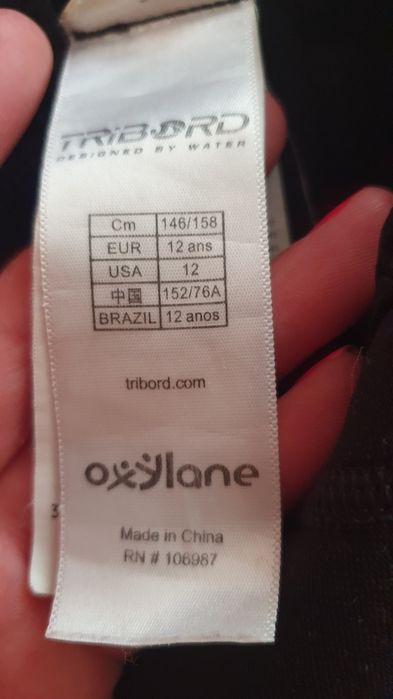 TRIBORD
DESIGNED BY WATER
Cm 146/158
EUR 12 ans
USA 12
中国 152/76A
BRAZIL 12 anos
tribord.com
oxylane
3
Made in China
RN # 106987